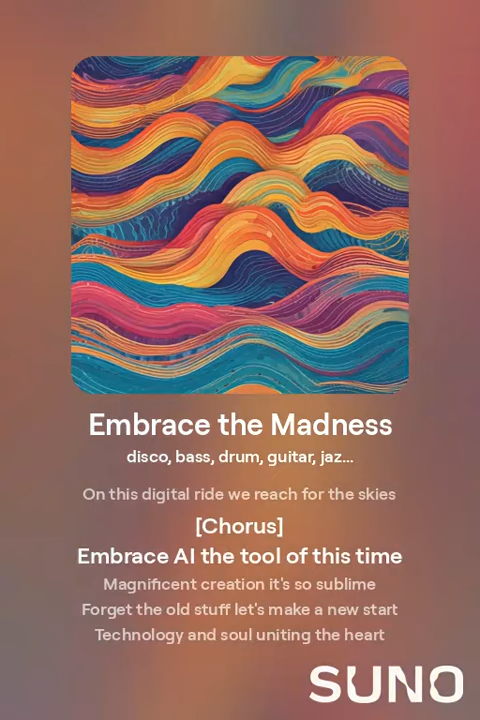 Embrace the Madness
disco, bass, drum, guitar, jaz...
On this digital ride we reach for the skies
[Chorus]
Embrace AI the tool of this time
Magnificent creation it's so sublime
Forget the old stuff let's make a new start
Technology and soul uniting the heart
SUNO